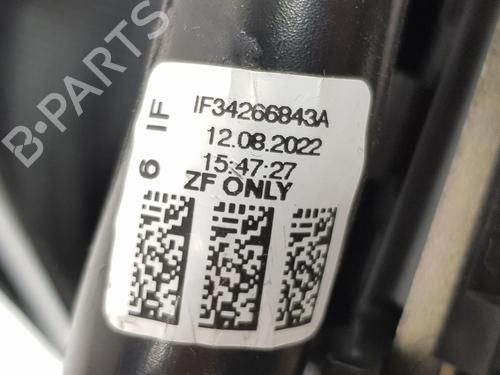 IF34266843A
12.08.2022
15:47:27
ZF ONLY
6 IF
B-PARTS